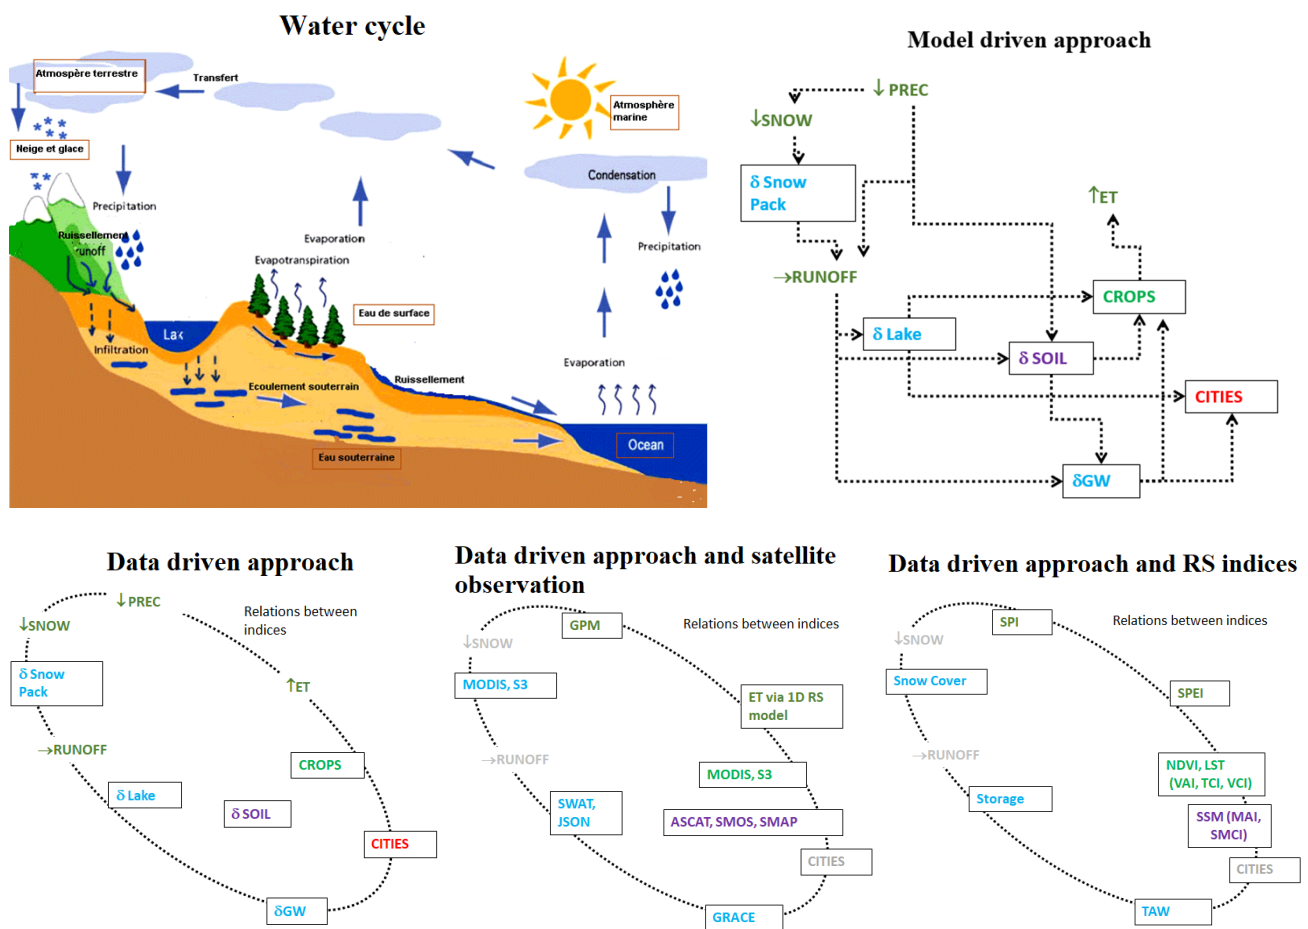 Water cycle
Atmospère terrestre
Transfert
Atmosphère
marine
Neige et glace
Condensation
Precipitation
Ruissellement
runoff
Evaporation
Precipitation
Evapotranspiration
Eau de surface
Lak
Infiltration
Evaporation
Ecoulement souterrain
Ruissellement
Eau souterraine
Ocean
Model driven approach
↓ PREC
↓SNOW
δ Snow
Pack
↑ET
→RUNOFF
CROPS
δ Lake
δ SOIL
CITIES
δGW
Data driven approach
↓ PREC
Relations between
indices
↓SNOW
δ Snow
Pack
↑ET
→RUNOFF
CROPS
δ Lake
δ SOIL
CITIES
δGW
Data driven approach and satellite
observation
GPM
Relations between indices
↓SNOW
MODIS, S3
ET via 1D RS
model
→RUNOFF
MODIS, S3
SWAT,
JSON
ASCAT, SMOS, SMAP
CITIES
GRACE
Data driven approach and RS indices
SPI
Relations between indices
↓SNOW
Snow Cover
SPEI
→RUNOFF
NDVI, LST
(VAI, TCI, VCI)
Storage
SSM (MAI,
SMCI)
CITIES
TAW